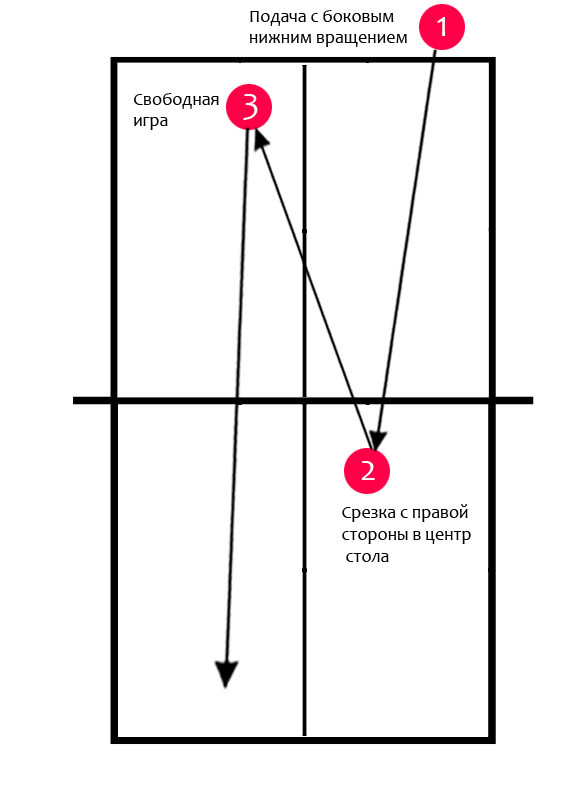 Подача с боковым
нижним вращением
1
Свободная
игра
3
2
Срезка с правой
стороны в центр
стола